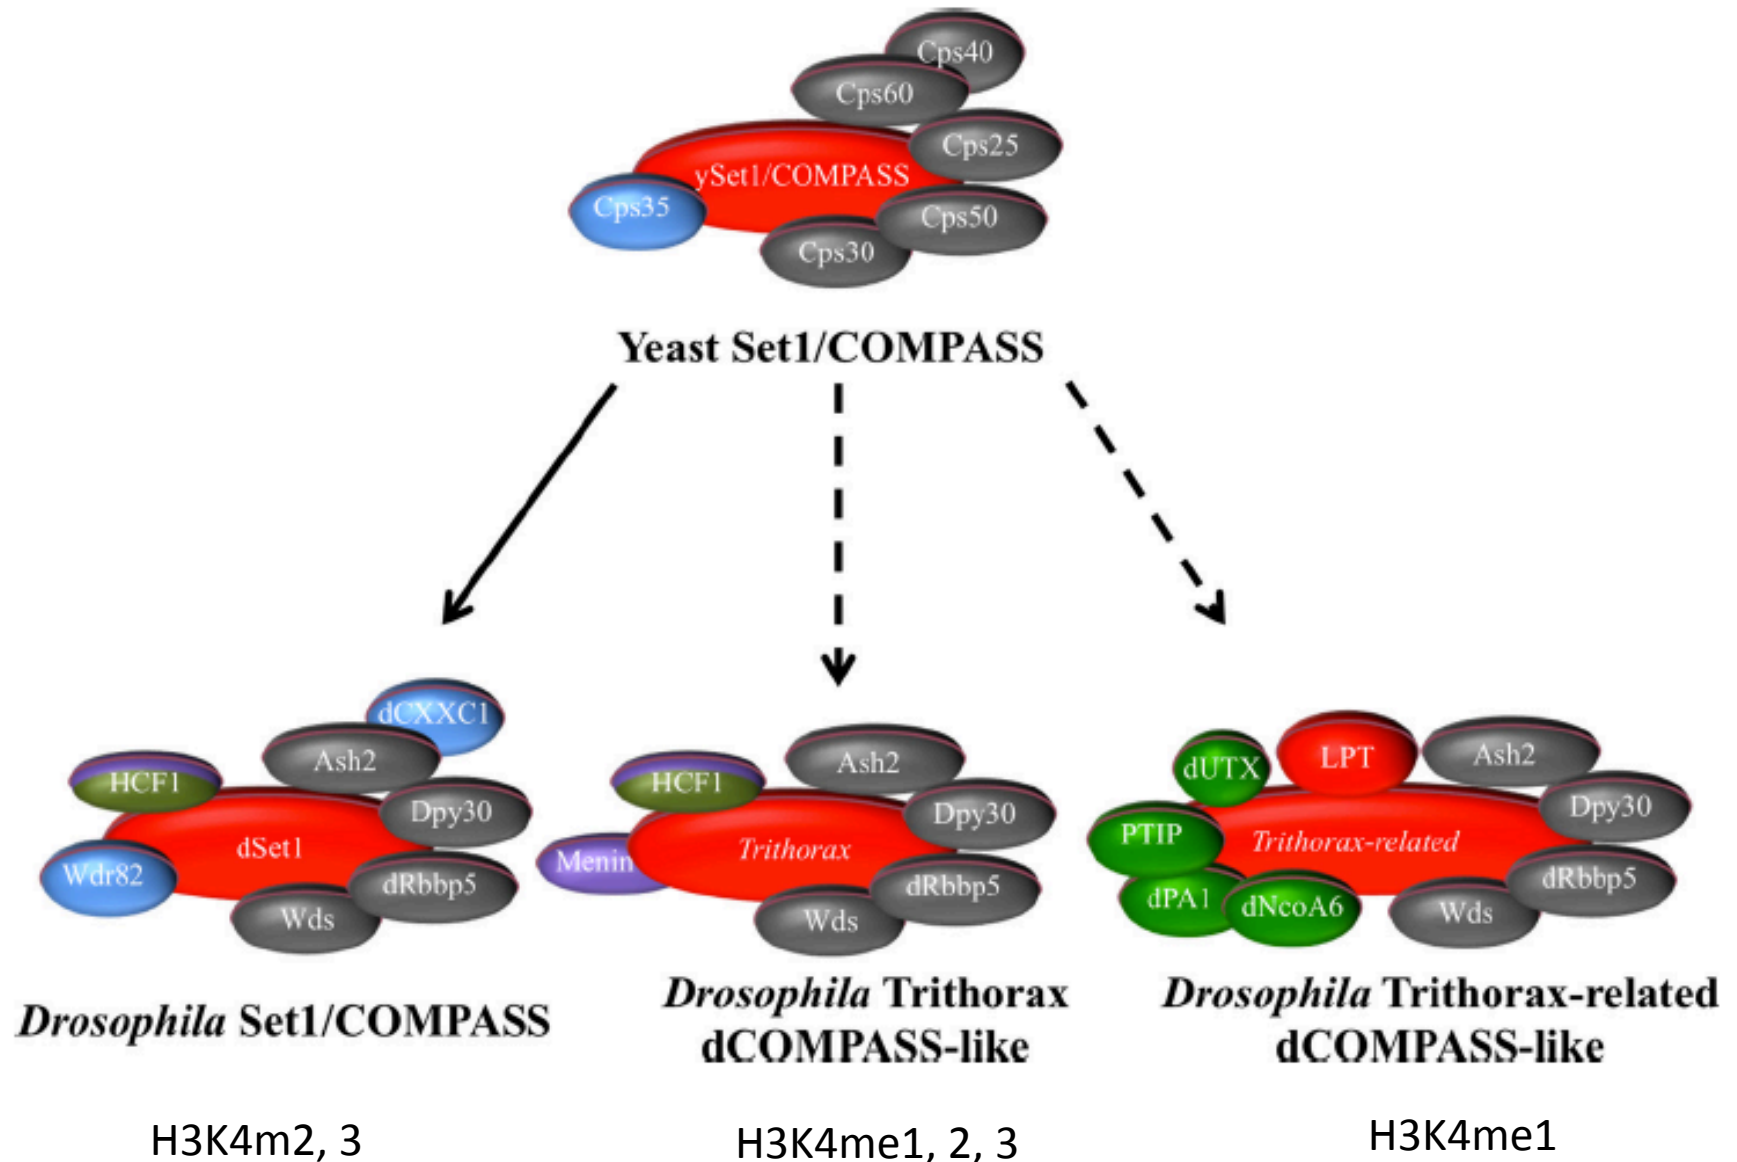 Cps40
Cps60
Cps25
ySet1/COMPASS
Cps35
Cps50
Cps30
Yeast Set1/COMPASS
dCXXC1
Ash2
HCF1
Dpy30
dSet1
Wdr82
dRbbp5
Wds
Drosophila Set1/COMPASS
H3K4m2, 3
Ash2
HCF1
Dpy30
Trithorax
Menin
dRbbp5
Wds
Drosophila Trithorax
dCOMPASS-like
H3K4me1, 2, 3
LPT
Ash2
dUTX
Dpy30
PTIP
Trithorax-related
dRbbp5
dPA1
dNcoA6
Wds
Drosophila Trithorax-related
dCOMPASS-like
H3K4me1